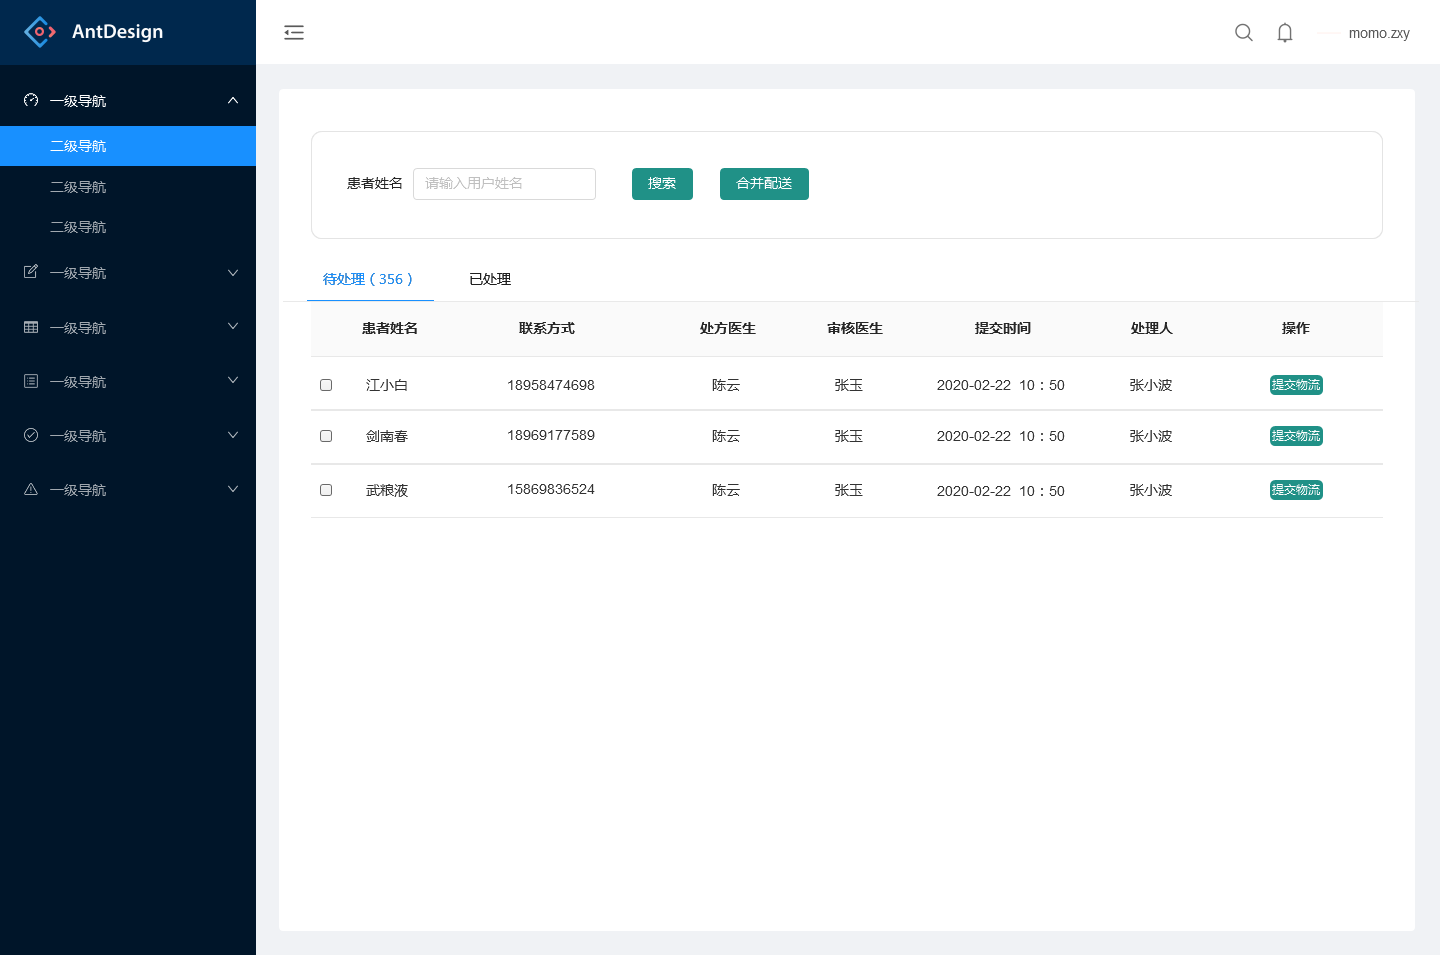 AntDesign
momo.zxy
一级导航
二级导航
二级导航
二级导航
一级导航
一级导航
一级导航
一级导航
一级导航
患者姓名 请输入用户姓名 搜索 合并配送
待处理（356） 已处理
患者姓名 联系方式 处方医生 审核医生 提交时间 处理人 操作
江小白 18958474698 陈云 张玉 2020-02-22 10：50 张小波 提交物流
剑南春 18969177589 陈云 张玉 2020-02-22 10：50 张小波 提交物流
武粮液 15869836524 陈云 张玉 2020-02-22 10：50 张小波 提交物流